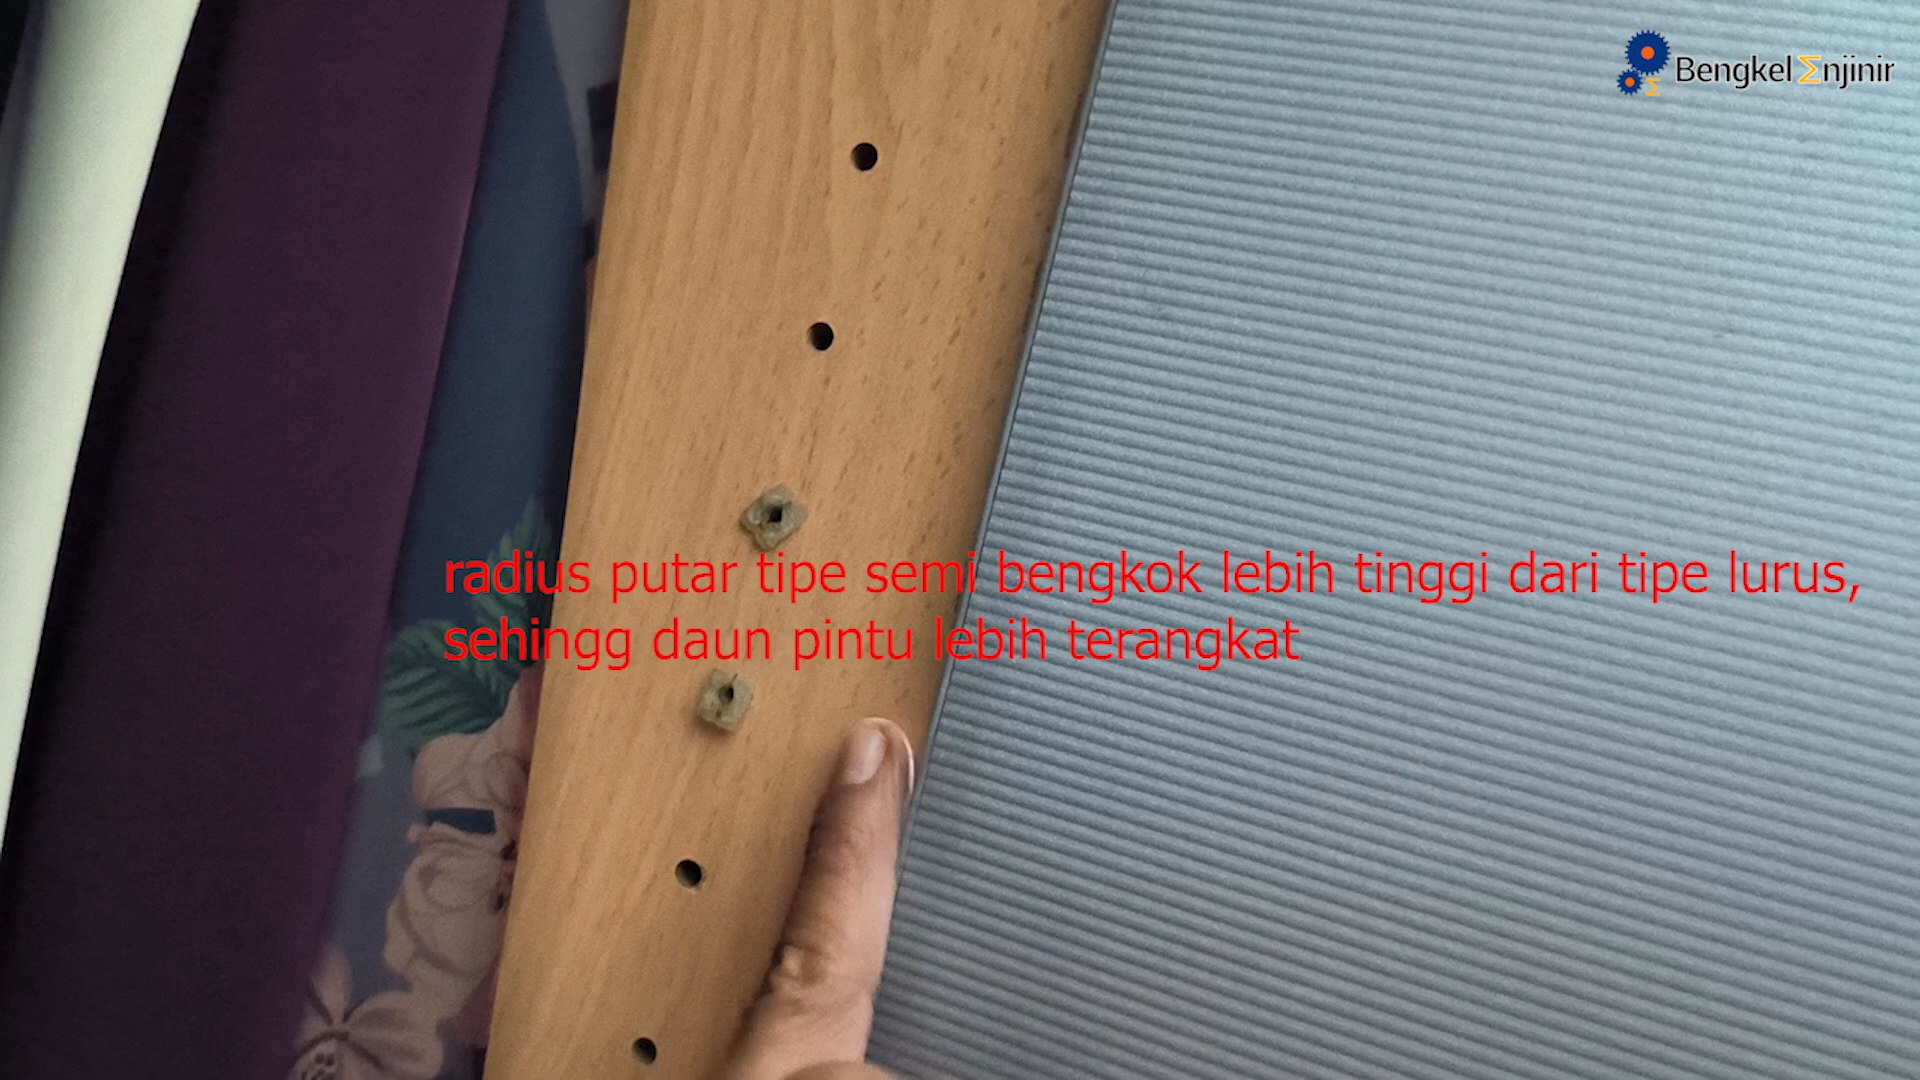 Bengkel Σnjinir
radius putar tipe semi bengkok lebih tinggi dari tipe lurus,
sehingg daun pintu lebih terangkat